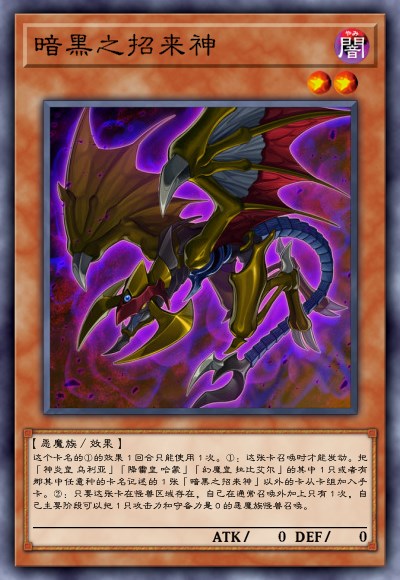 暗黑之招来神
やみ
闇
【恶魔族／效果】
这个卡名的①的效果1回合只能使用1次。①：这张卡召唤时才能发动。把
「神炎皇 乌利亚」「降雷皇 哈蒙」「幻魔皇 拉比艾尔」的其中1只或者有
那其中任意种的卡名记述的1张「暗黑之招来神」以外的卡从卡组加入手
卡。②：只要这张卡在怪兽区域存在，自己在通常召唤外加上只有1次，自
己主要阶段可以把1只攻击力和守备力是0的恶魔族怪兽召唤。
ATK/ 0 DEF/ 0